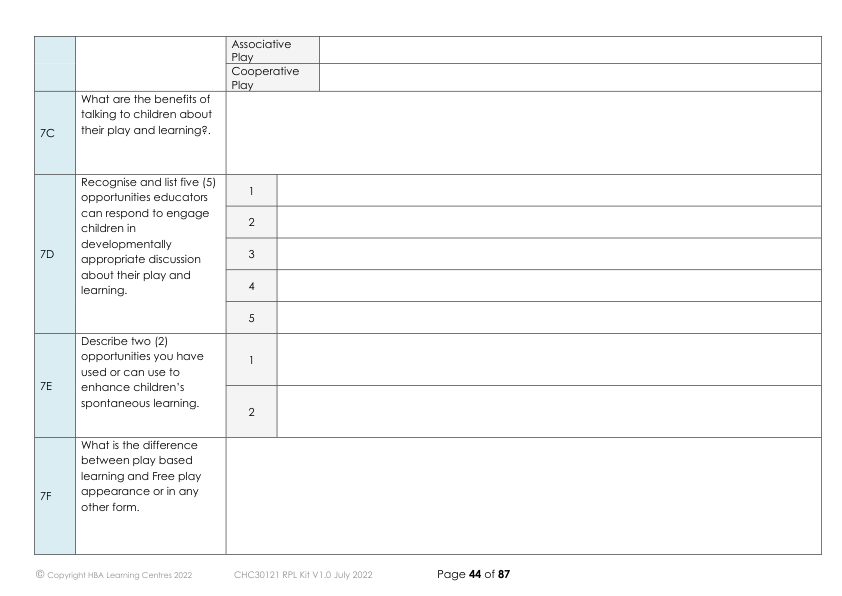 Associative
Play
Cooperative
Play
7C
What are the benefits of
talking to children about
their play and learning?.
7D
Recognise and list five (5)
opportunities educators
can respond to engage
children in
developmentally
appropriate discussion
about their play and
learning.
1
2
3
4
5
7E
Describe two (2)
opportunities you have
used or can use to
enhance children's
spontaneous learning.
1
2
7F
What is the difference
between play based
learning and Free play
appearance or in any
other form.
© Copyright HBA Learning Centres 2022 CHC30121 RPL Kit V1.0 July 2022 Page 44 of 87